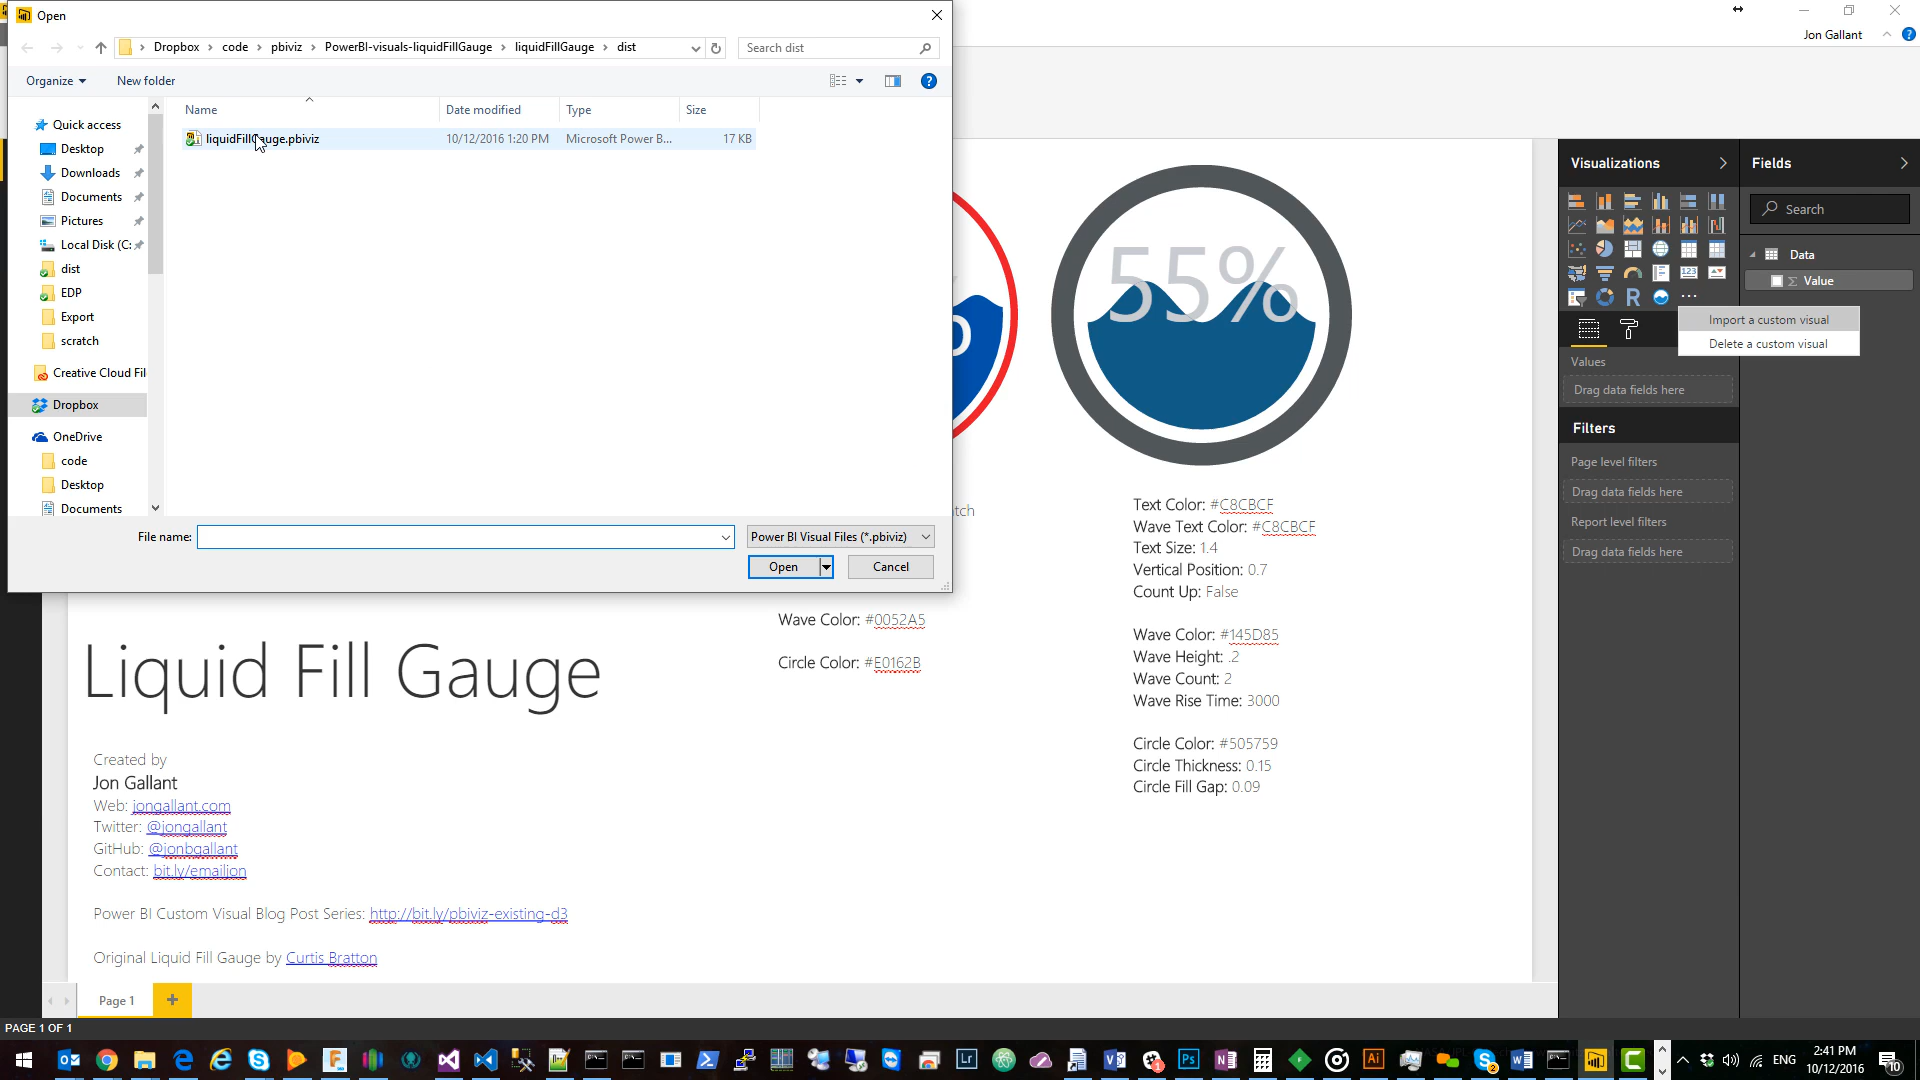 Open
Jon Gallant
Dropbox > code > pbiviz > PowerBI-visuals-liquidFillGauge > liquidFillGauge > dist
Search dist
Organize
New folder
Name
Date modified
Type
Size
liquidFillGauge.pbiviz
10/12/2016 1:20 PM
Microsoft Power B...
17 KB
Quick access
Desktop
Downloads
Documents
Pictures
Local Disk (C:
dist
EDP
Export
scratch
Creative Cloud Fil
Dropbox
OneDrive
code
Desktop
Documents
File name:
Power BI Visual Files (*.pbiviz)
Open
Cancel
55%
Visualizations
Fields
Search
Data
Value
Import a custom visual
Delete a custom visual
Values
Drag data fields here
Filters
Page level filters
Drag data fields here
Report level filters
Drag data fields here
tch
Wave Color: #0052A5
Circle Color: #E0162B
Text Color: #C8CBCF
Wave Text Color: #C8CBCF
Text Size: 1.4
Vertical Position: 0.7
Count Up: False
Wave Color: #145D85
Wave Height: .2
Wave Count: 2
Wave Rise Time: 3000
Circle Color: #505759
Circle Thickness: 0.15
Circle Fill Gap: 0.09
Liquid Fill Gauge
Created by
Jon Gallant
Web: jongallant.com
Twitter: @jongallant
GitHub: @jonbgallant
Contact: bit.ly/emailjon
Power BI Custom Visual Blog Post Series: http://bit.ly/pbiviz-existing-d3
Original Liquid Fill Gauge by Curtis Bratton
Page 1
PAGE 1 OF 1
ENG
2:41 PM
10/12/2016
10